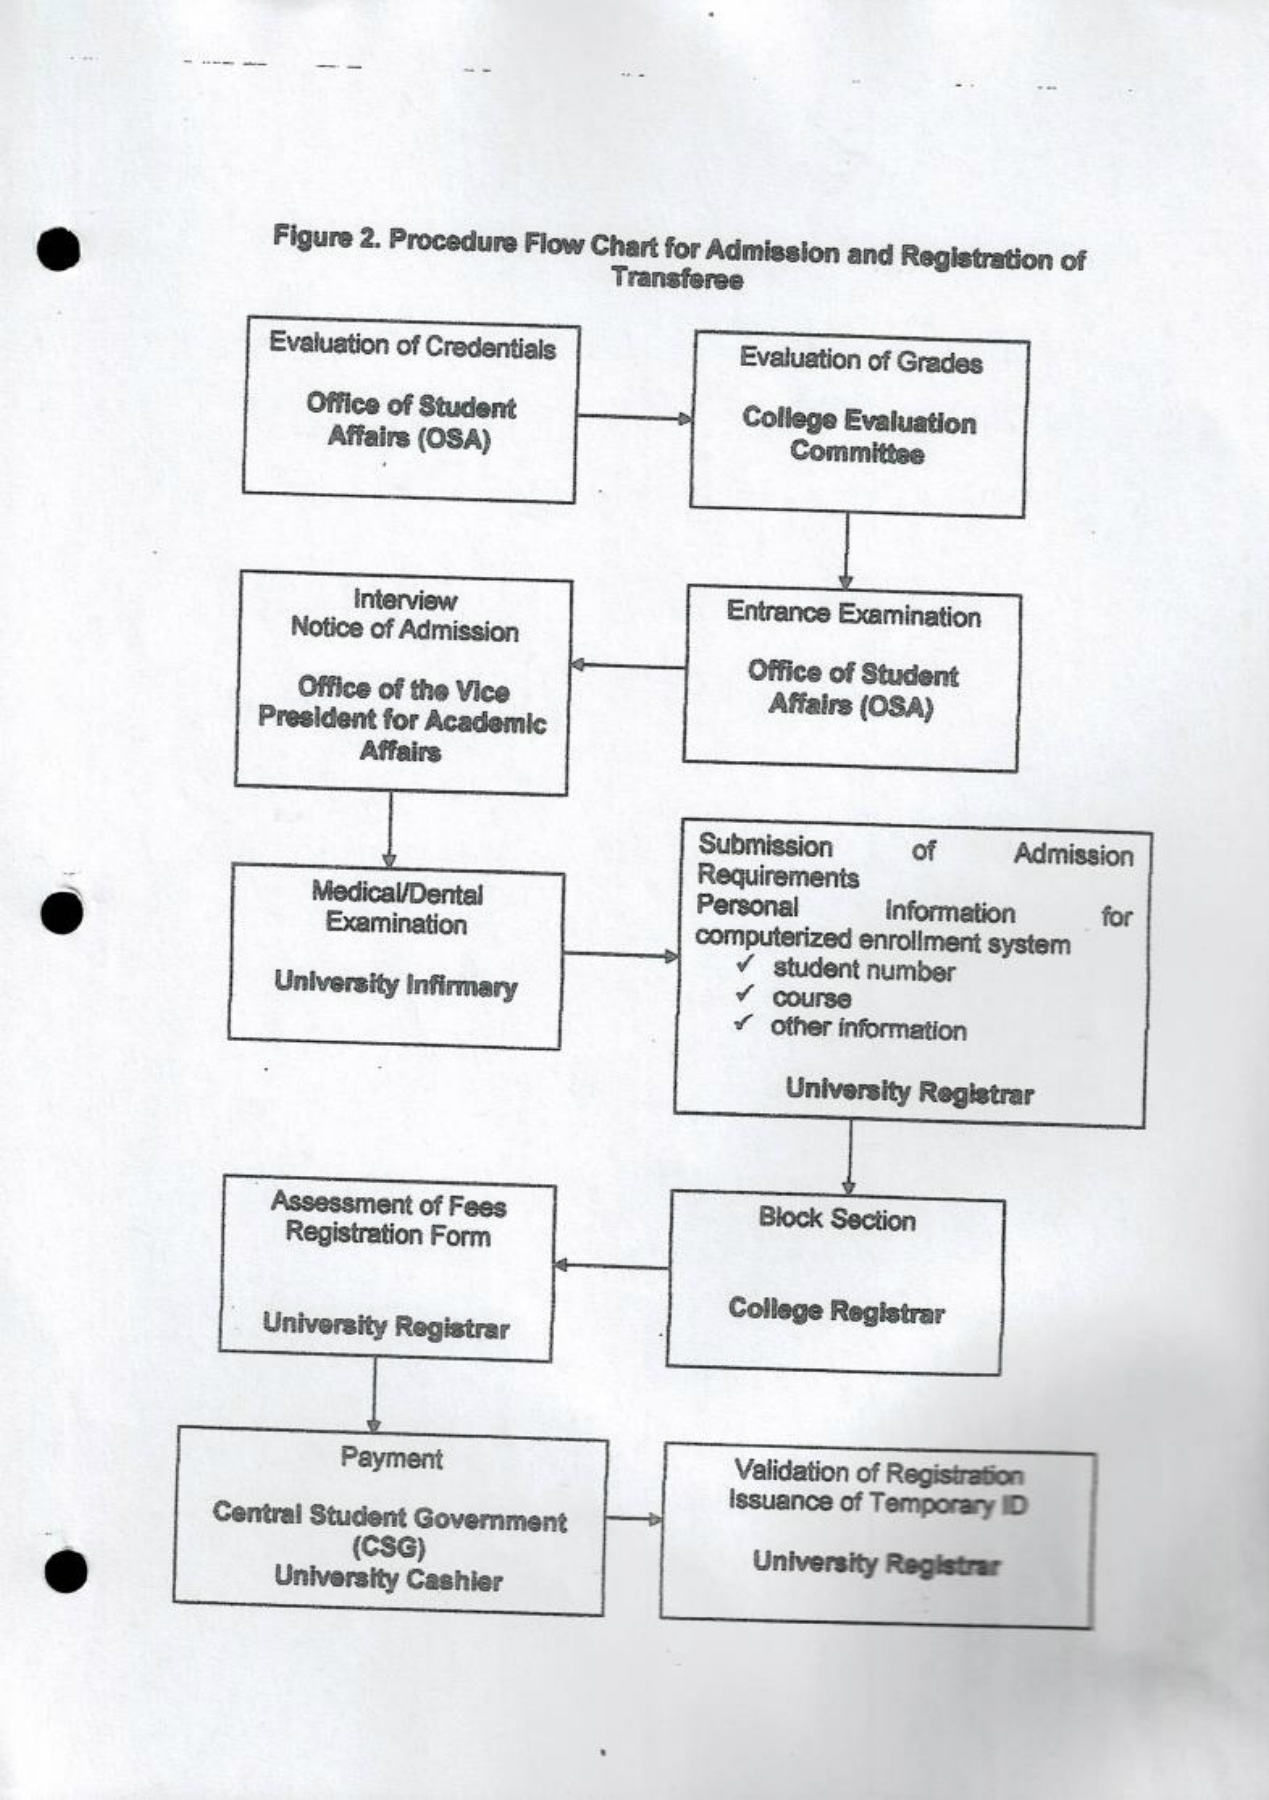 Figure 2. Procedure Flow Chart for Admission and Registration of
Transferee
Evaluation of Credentials
Office of Student
Affairs (OSA)
Evaluation of Grades
College Evaluation
Committee
Entrance Examination
Office of Student
Affairs (OSA)
Interview
Notice of Admission
Office of the Vice
President for Academic
Affairs
Medical/Dental
Examination
University Infirmary
Submission of Admission
Requirements
Personal Information for
computerized enrollment system
✓ student number
✓ course
✓ other information
University Registrar
Block Section
College Registrar
Assessment of Fees
Registration Form
University Registrar
Payment
Central Student Government
(CSG)
University Cashier
Validation of Registration
Issuance of Temporary ID
University Registrar